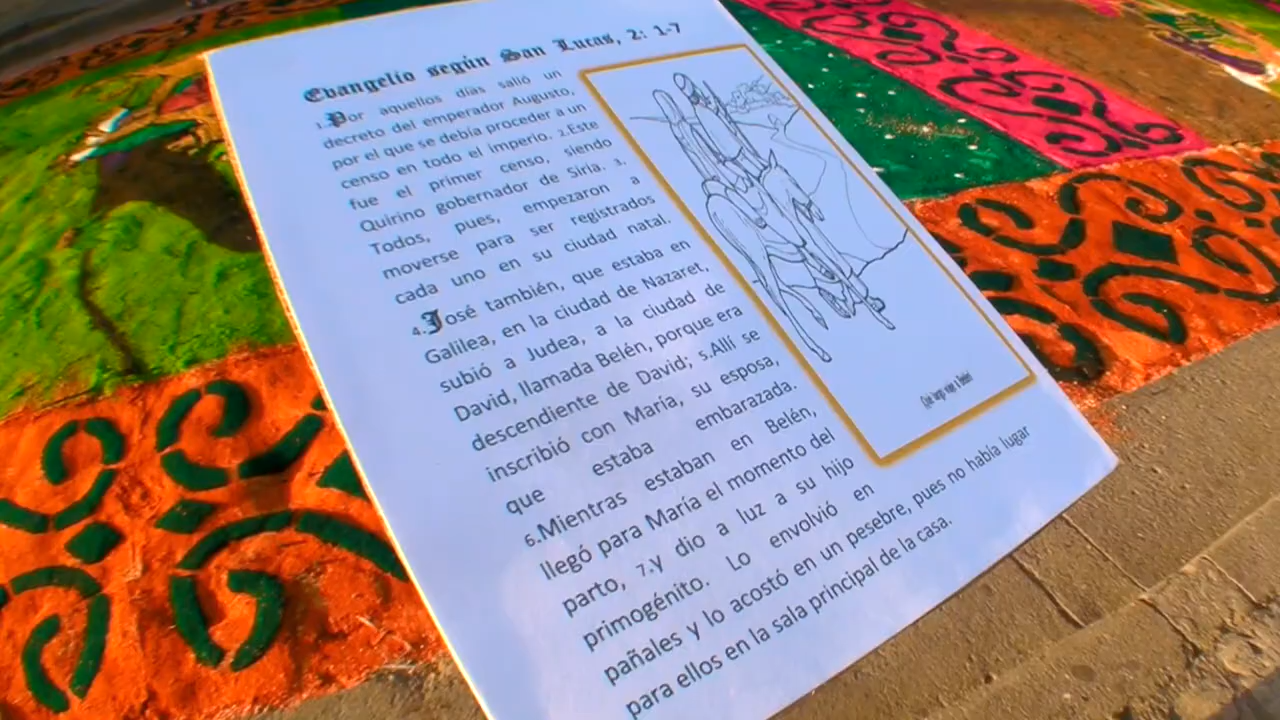 Evangelio según San Lucas, 2: 1-7
1.Por aquellos días salió un
decreto del emperador Augusto,
por el que se debía proceder a un
censo en todo el imperio. 2.Este
fue el primer censo, siendo
Quirino gobernador de Siria. 3.
Todos, pues, empezaron a
moverse para ser registrados
cada uno en su ciudad natal.
4.José también, que estaba en
Galilea, en la ciudad de Nazaret,
subió a Judea, a la ciudad de
David, llamada Belén, porque era
descendiente de David; 5.Allí se
inscribió con María, su esposa,
que estaba embarazada.
6.Mientras estaban en Belén,
llegó para María el momento del
parto, 7.y dio a luz a su hijo
primogénito. Lo envolvió en
pañales y lo acostó en un pesebre, pues no había lugar
para ellos en la sala principal de la casa.
¡Qué largo viaje a Belén!